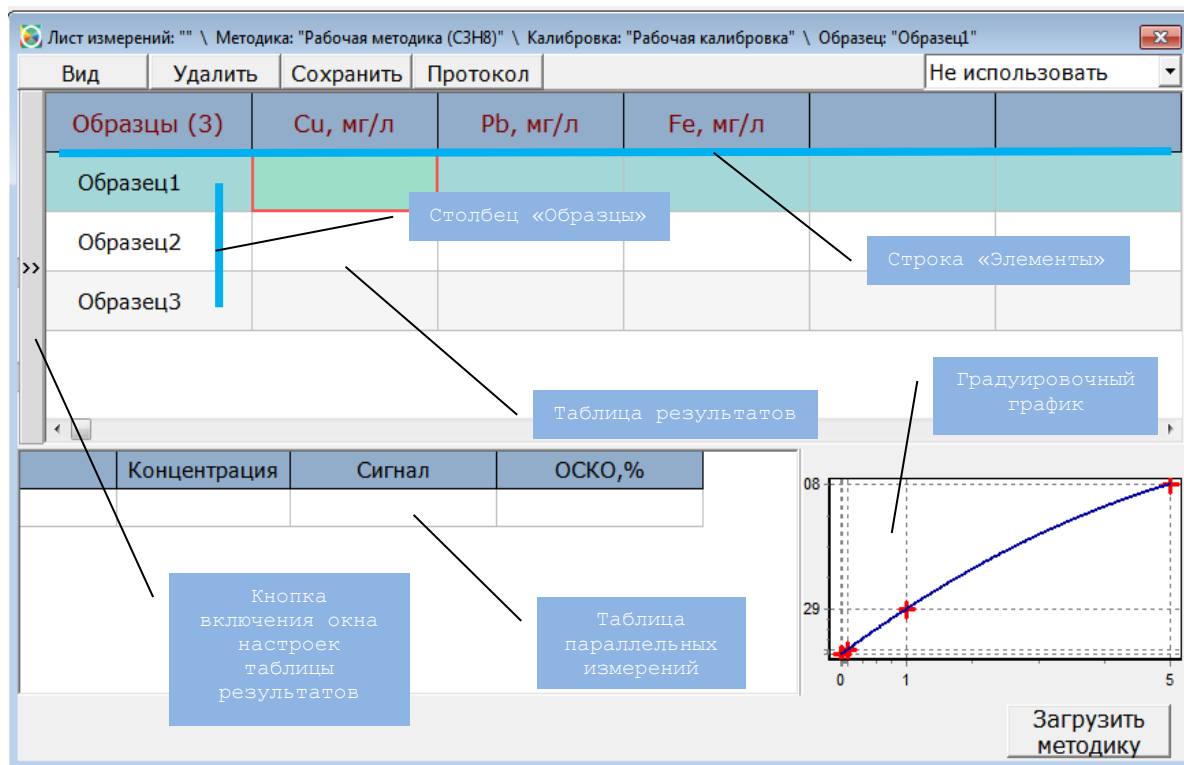 Лист измерений: "" \ Методика: "Рабочая методика (C3H8)" \ Калибровка: "Рабочая калибровка" \ Образец: "Образец1"
Вид Удалить Сохранить Протокол Не использовать
Образцы (3) Cu, мг/л Pb, мг/л Fe, мг/л
Образец1
Столбец «Образцы»
Образец2
Строка «Элементы»
>>
Образец3
Градуировочный
график
Таблица результатов
Концентрация Сигнал ОСКО,%
08
29
0 1 5
Кнопка
включения окна
настроек
таблицы
результатов
Таблица
параллельных
измерений
Загрузить
методику